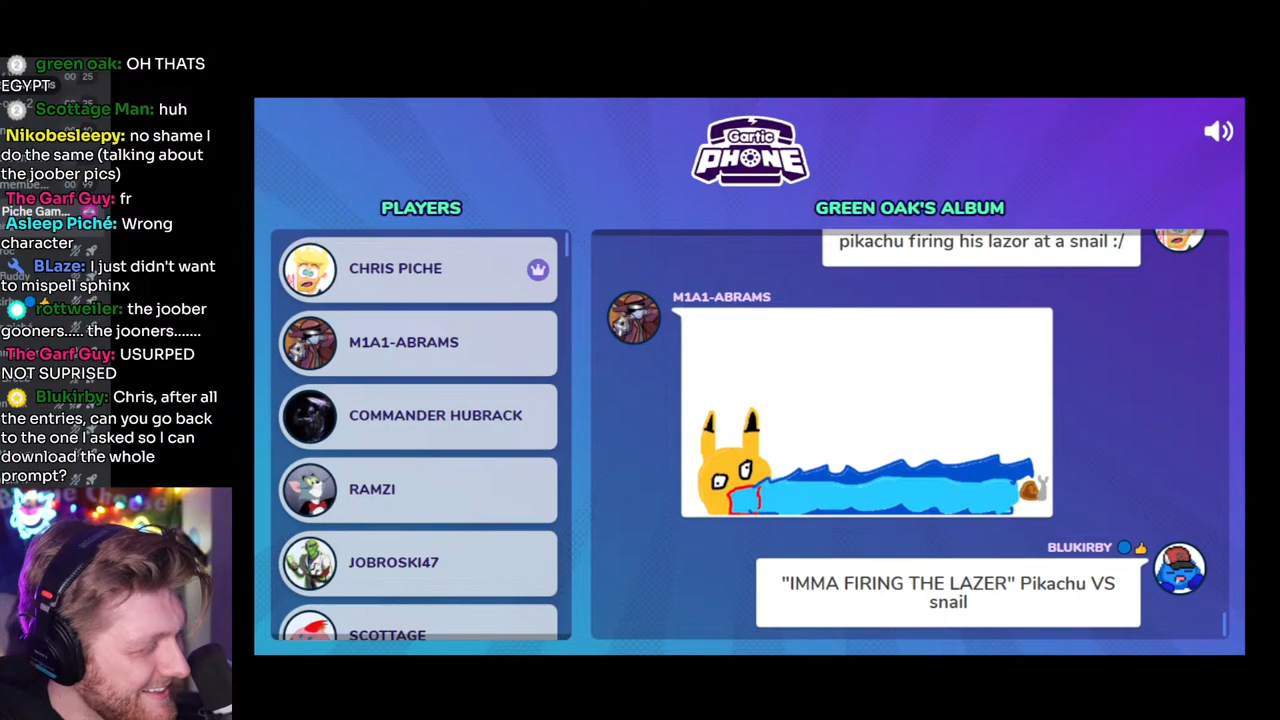 green oak: OH THATS
EGYPT
Scottage Man: huh
Nikobesleepy: no shame I
do the same (talking about
the joober pics)
The Garf Guy: fr
Asleep Piché: Wrong
character
BLaze: I just didn't want
to mispell sphinx
rottweiler: the joober
gooners..... the jooners.......
The Garf Guy: USURPED
NOT SUPRISED
Blukirby: Chris, after all
the entries, can you go back
to the one I asked so I can
download the whole
prompt?
Piche Gam...
Gartic
PHONE
PLAYERS
CHRIS PICHE
M1A1-ABRAMS
COMMANDER HUBRACK
RAMZI
JOBROSKI47
SCOTTAGE
GREEN OAK'S ALBUM
pikachu firing his lazor at a snail :/
M1A1-ABRAMS
BLUKIRBY 🔵👍
"IMMA FIRING THE LAZER" Pikachu VS
snail